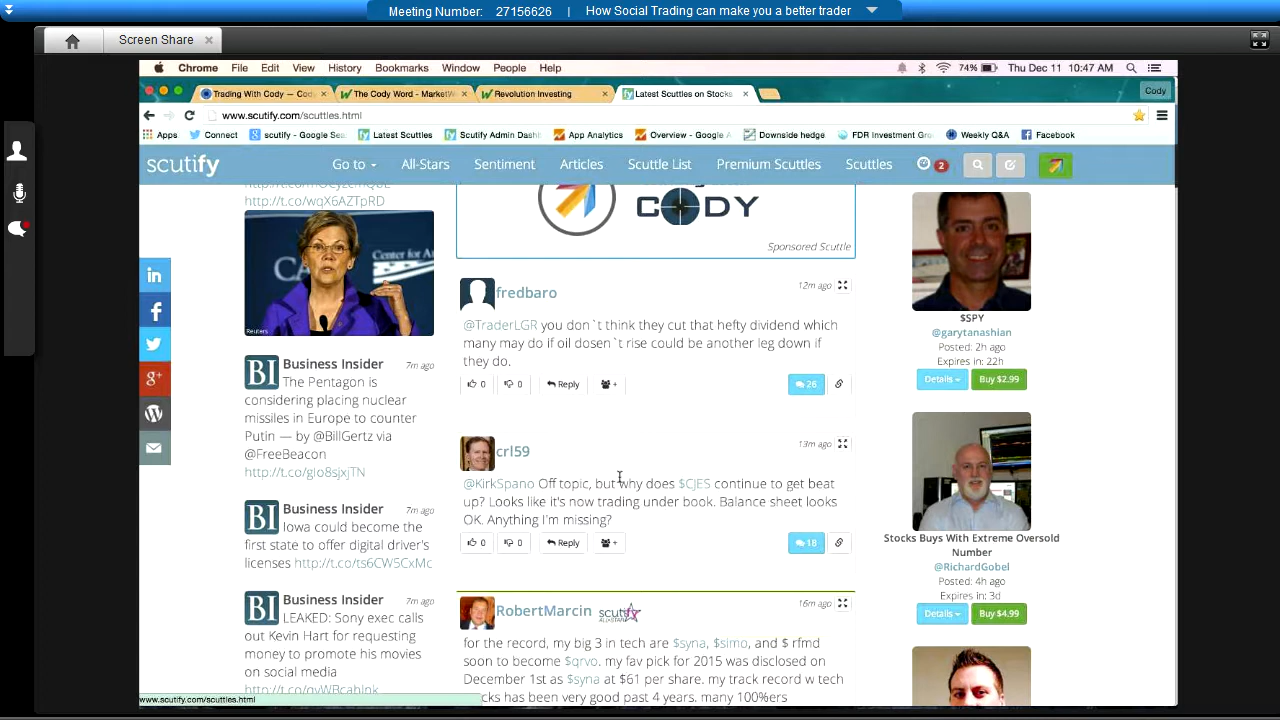 Meeting Number: 27156626 | How Social Trading can make you a better trader
Screen Share
Chrome File Edit View History Bookmarks Window People Help 74% Thu Dec 11 10:47 AM
Trading With Cody — Cod The Cody Word - MarketW Revolution Investing Latest Scuttles on Stocks Cody
www.scutify.com/scuttles.html
Apps Connect scutify - Google Sea Latest Scuttles Scutify Admin Dash App Analytics Overview - Google A Downside hedge FDR Investment Gro Weekly Q&A Facebook
scutify Go to All-Stars Sentiment Articles Scuttle List Premium Scuttles Scuttles 2
http://t.co/wqX6AZTpRD
Reuters
Business Insider 7m ago
The Pentagon is
considering placing nuclear
missiles in Europe to counter
Putin — by @BillGertz via
@FreeBeacon
http://t.co/gIo8sjxjTN
Business Insider 7m ago
Iowa could become the
first state to offer digital driver's
licenses http://t.co/ts6CW5CxMc
Business Insider 7m ago
LEAKED: Sony exec calls
out Kevin Hart for requesting
money to promote his movies
on social media
CODY
Sponsored Scuttle
fredbaro 12m ago
@TraderLGR you don`t think they cut that hefty dividend which
many may do if oil dosen`t rise could be another leg down if
they do.
0 0 Reply + 26
crl59 13m ago
@KirkSpano Off topic, but why does $CJES continue to get beat
up? Looks like it's now trading under book. Balance sheet looks
OK. Anything I'm missing?
0 0 Reply + 18
RobertMarcin scutify ALL-STARS 16m ago
for the record, my big 3 in tech are $syna, $simo, and $ rfmd
soon to become $qrvo. my fav pick for 2015 was disclosed on
December 1st as $syna at $61 per share. my track record w tech
stocks has been very good past 4 years. many 100%ers
$SPY
@garytanashian
Posted: 2h ago
Expires in: 22h
Details Buy $2.99
Stocks Buys With Extreme Oversold
Number
@RichardGobel
Posted: 4h ago
Expires in: 3d
Details Buy $4.99
www.scutify.com/scuttles.html
in
f
g+